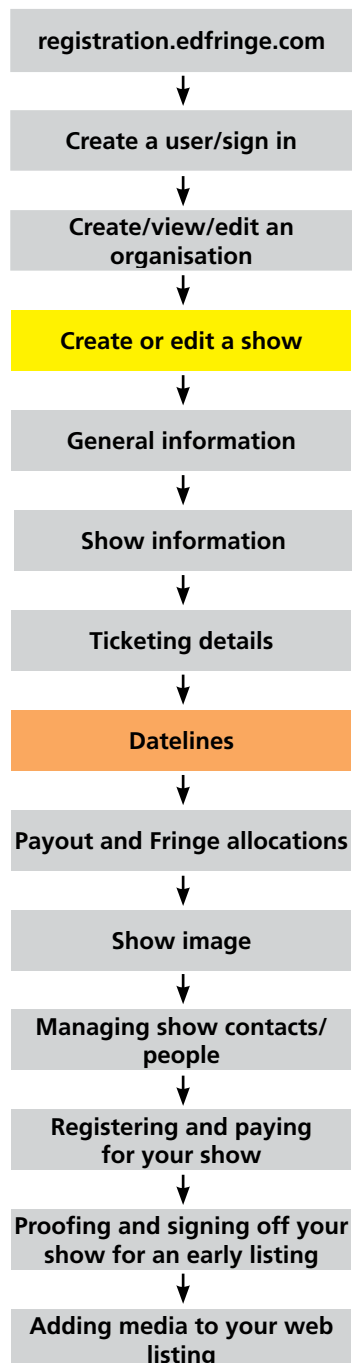 registration.edfringe.com
Create a user/sign in
Create/view/edit an
organisation
Create or edit a show
General information
Show information
Ticketing details
Datelines
Payout and Fringe allocations
Show image
Managing show contacts/
people
Registering and paying
for your show
Proofing and signing off your
show for an early listing
Adding media to your web
listing